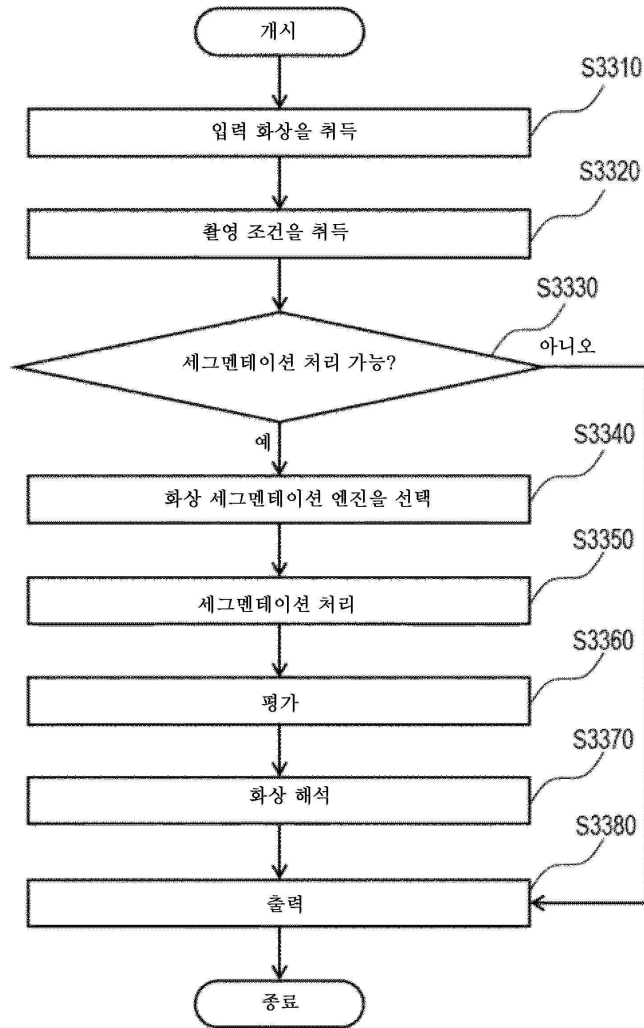 개시
S3310
입력 화상을 취득
S3320
촬영 조건을 취득
S3330
세그멘테이션 처리 가능?
아니오
예
S3340
화상 세그멘테이션 엔진을 선택
S3350
세그멘테이션 처리
S3360
평가
S3370
화상 해석
S3380
출력
종료